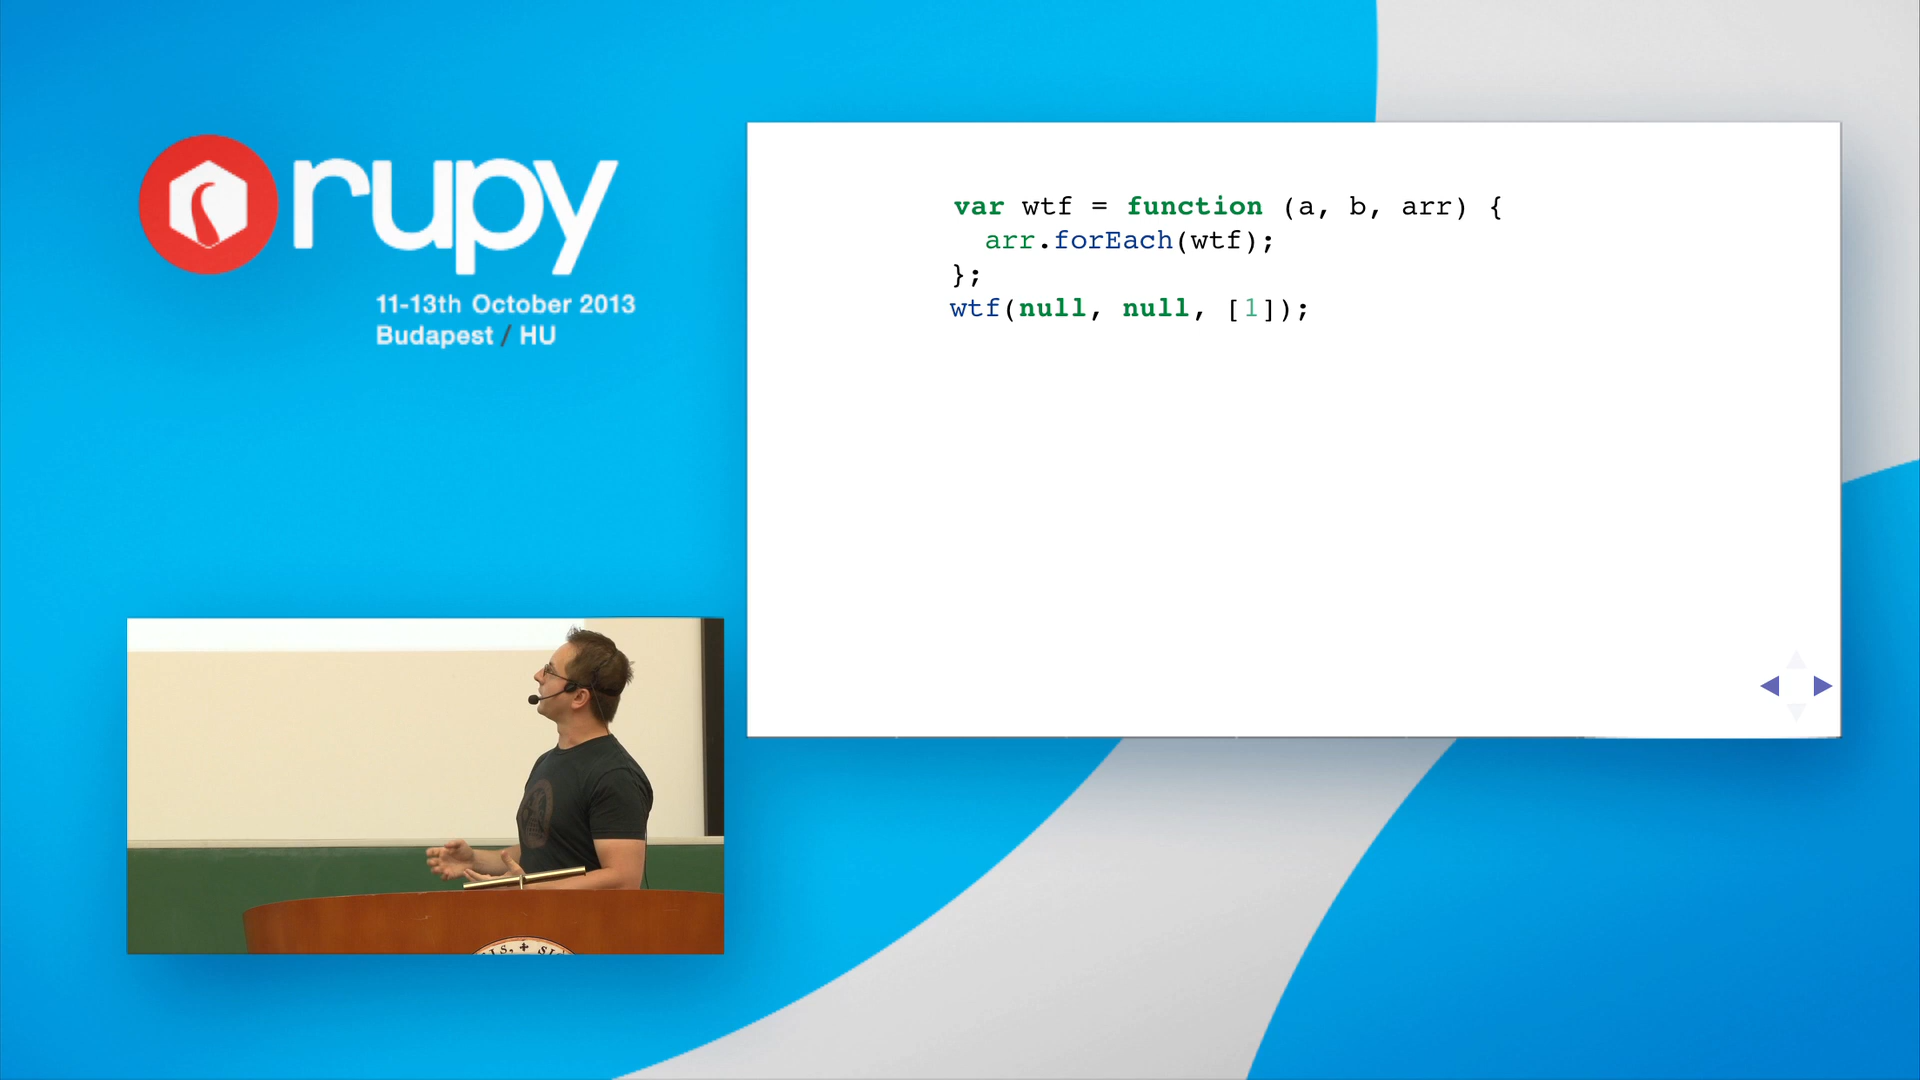 rupy
11-13th October 2013
Budapest / HU
var wtf = function (a, b, arr) {
  arr.forEach(wtf);
};
wtf(null, null, [1]);